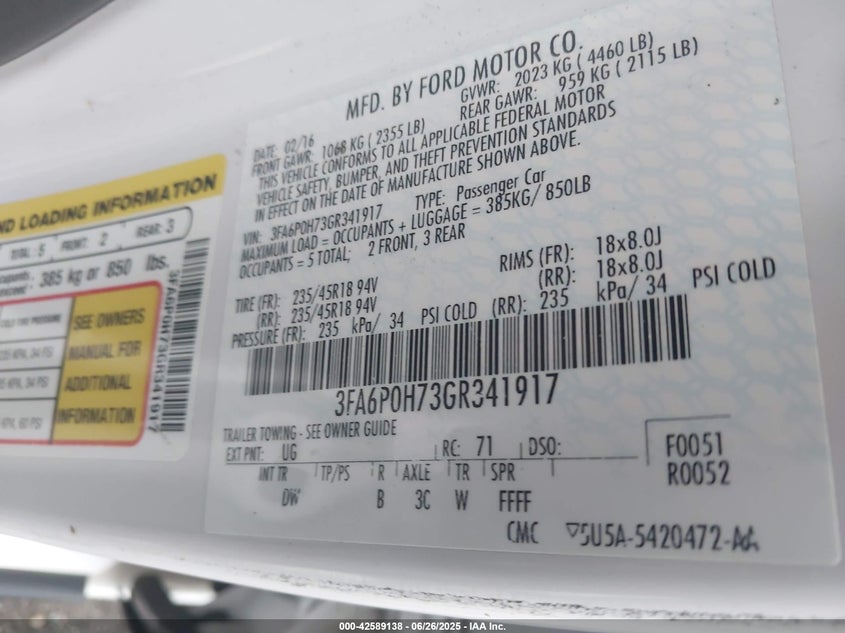 MFD. BY FORD MOTOR CO.
DATE: 02/16 GVWR: 2023 KG ( 4460 LB)
FRONT GAWR: 1068 KG ( 2355 LB) REAR GAWR: 959 KG ( 2115 LB)
THIS VEHICLE CONFORMS TO ALL APPLICABLE FEDERAL MOTOR
VEHICLE SAFETY, BUMPER, AND THEFT PREVENTION STANDARDS
IN EFFECT ON THE DATE OF MANUFACTURE SHOWN ABOVE.
VIN: 3FA6P0H73GR341917 TYPE: Passenger Car
MAXIMUM LOAD = OCCUPANTS + LUGGAGE = 385KG/ 850LB
OCCUPANTS = 5 TOTAL; 2 FRONT, 3 REAR
TIRE (FR): 235/45R18 94V RIMS (FR): 18x8.0J
(RR): 235/45R18 94V (RR): 18x8.0J
PRESSURE (FR): 235 kPa/ 34 PSI COLD (RR): 235 kPa/ 34 PSI COLD
3FA6P0H73GR341917
TRAILER TOWING - SEE OWNER GUIDE
EXT PNT: UG RC: 71 DSO: F0051
R0052
INT TR TP/PS R AXLE TR SPR
DW B 3C W FFFF
CMC 5U5A-5420472-AA
ND LOADING INFORMATION
TOTAL: 5 FRONT: 2 REAR: 3
385 kg or 850 lbs.
COLD TIRE PRESSURE
SEE OWNERS
MANUAL FOR
ADDITIONAL
INFORMATION
3FA6P0H73GR341917
000-42589138 - 06/26/2025 - IAA Inc.